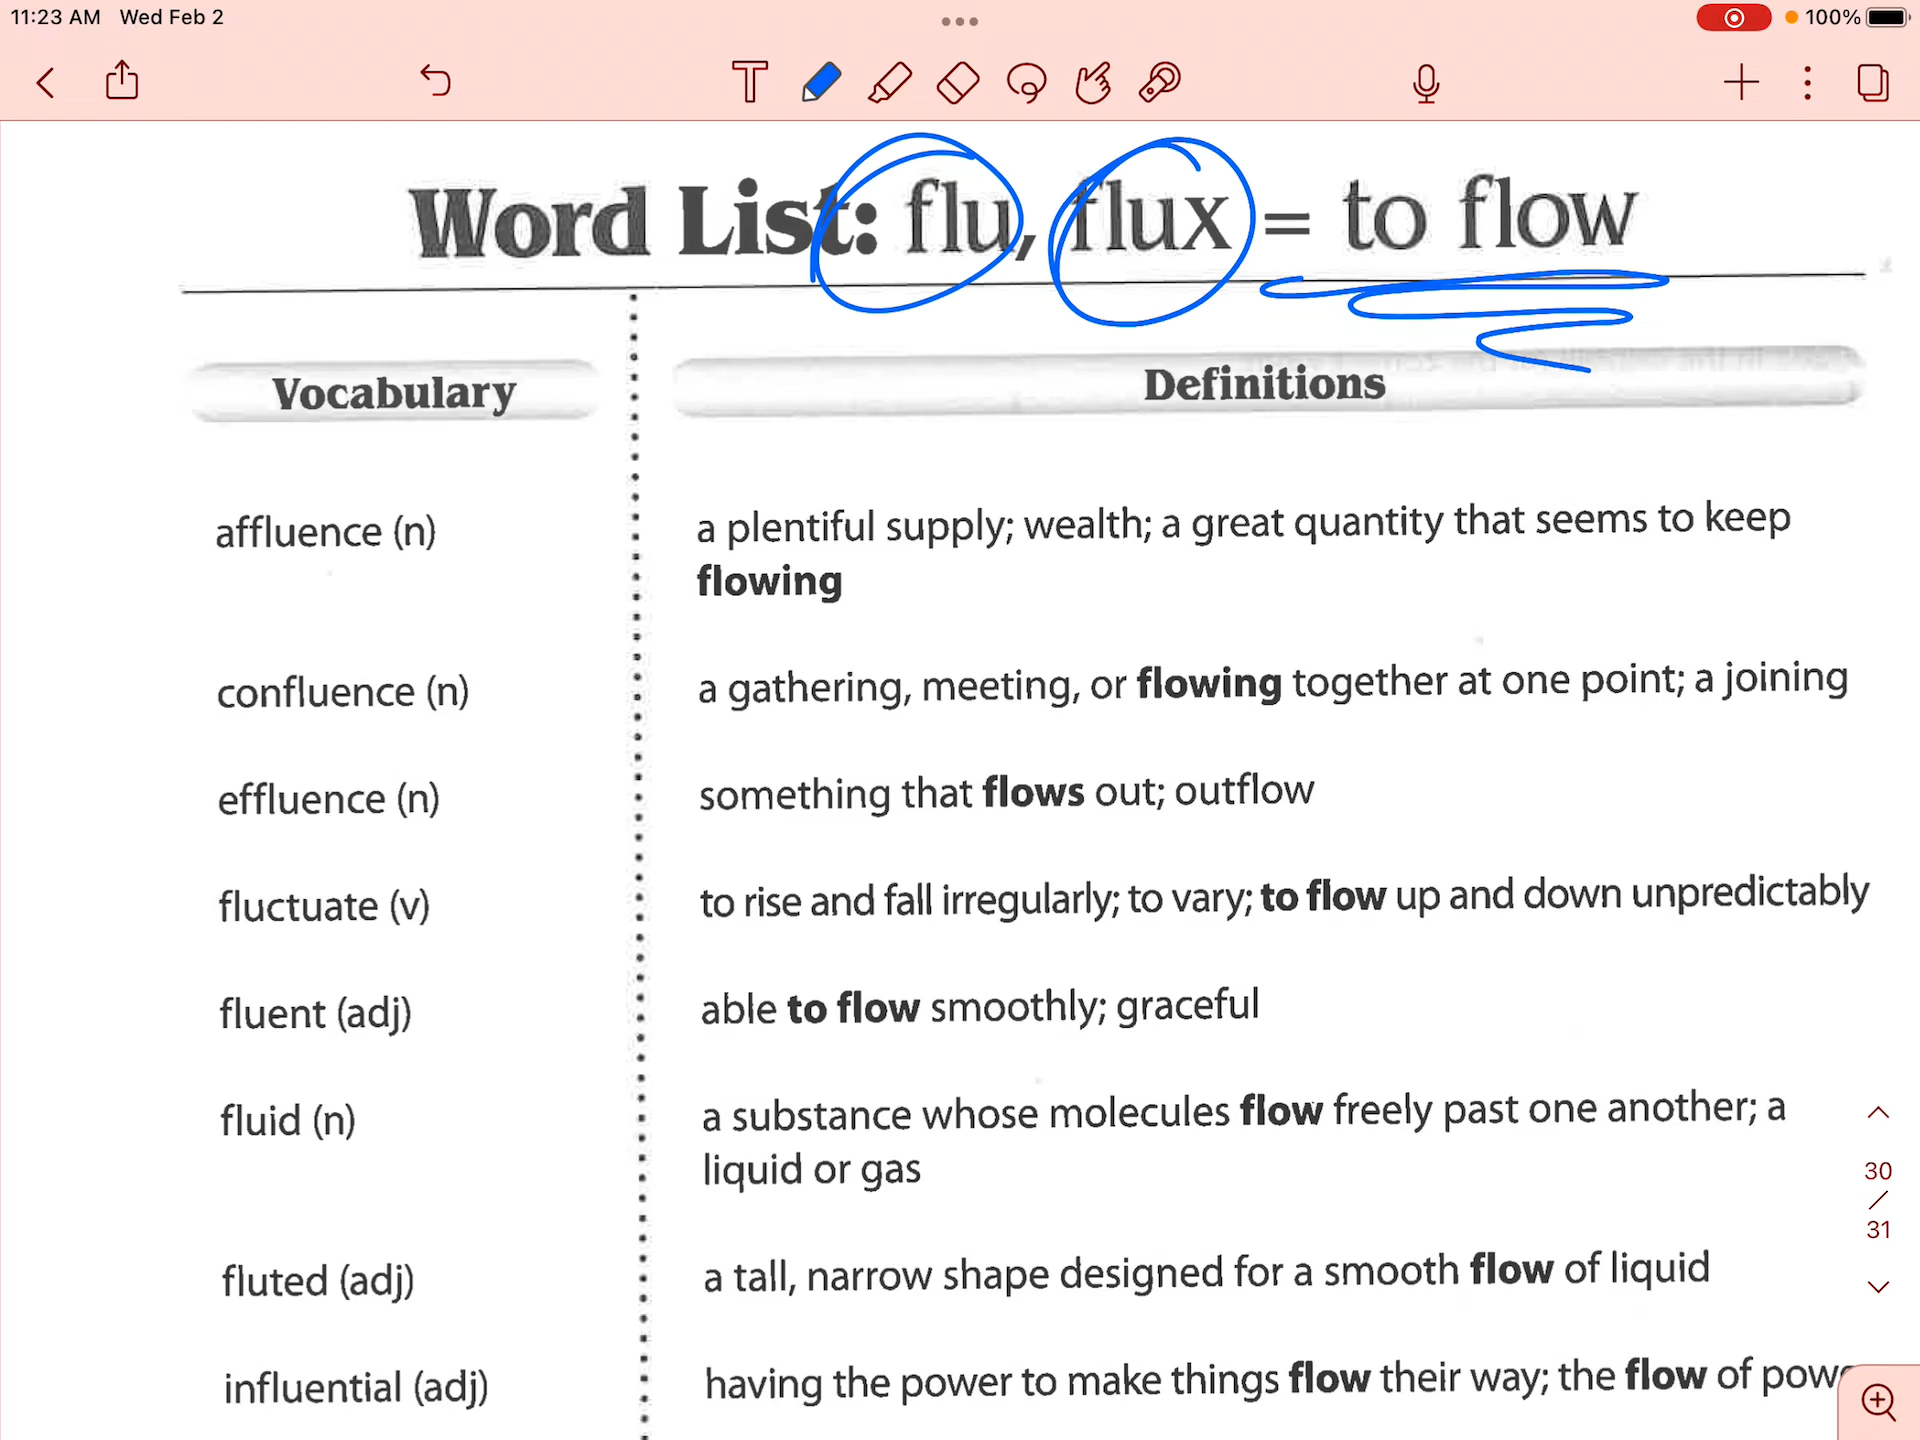 11:23 AM Wed Feb 2
100%
Word List: flu, flux = to flow
Vocabulary
Definitions
affluence (n)
a plentiful supply; wealth; a great quantity that seems to keep
flowing
confluence (n)
a gathering, meeting, or flowing together at one point; a joining
effluence (n)
something that flows out; outflow
fluctuate (v)
to rise and fall irregularly; to vary; to flow up and down unpredictably
fluent (adj)
able to flow smoothly; graceful
fluid (n)
a substance whose molecules flow freely past one another; a
liquid or gas
fluted (adj)
a tall, narrow shape designed for a smooth flow of liquid
influential (adj)
having the power to make things flow their way; the flow of
30
/
31